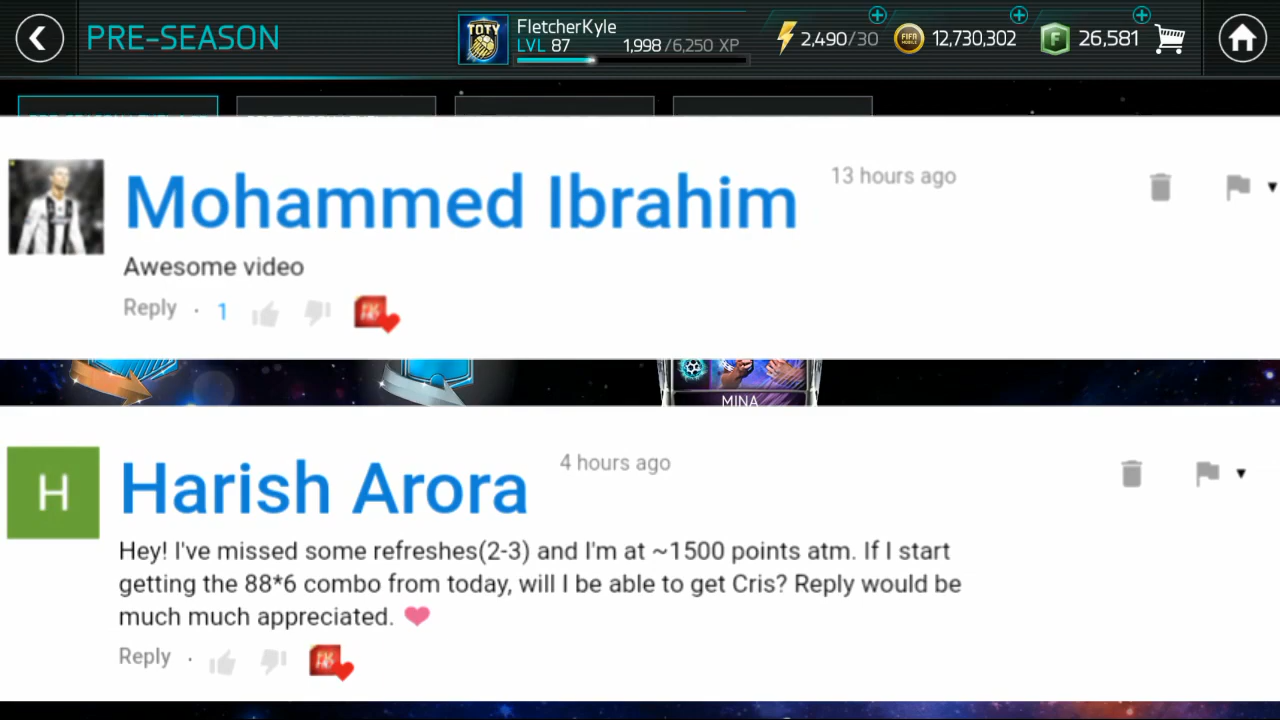 PRE-SEASON
TOTY
FletcherKyle
LVL 87 1,998/6,250 XP
2,490/30
FIFA MOBILE
12,730,302
F
26,581
Mohammed Ibrahim
13 hours ago
Awesome video
Reply · 1
MINA
H
Harish Arora
4 hours ago
Hey! I've missed some refreshes(2-3) and I'm at ~1500 points atm. If I start
getting the 88*6 combo from today, will I be able to get Cris? Reply would be
much much appreciated.
Reply ·